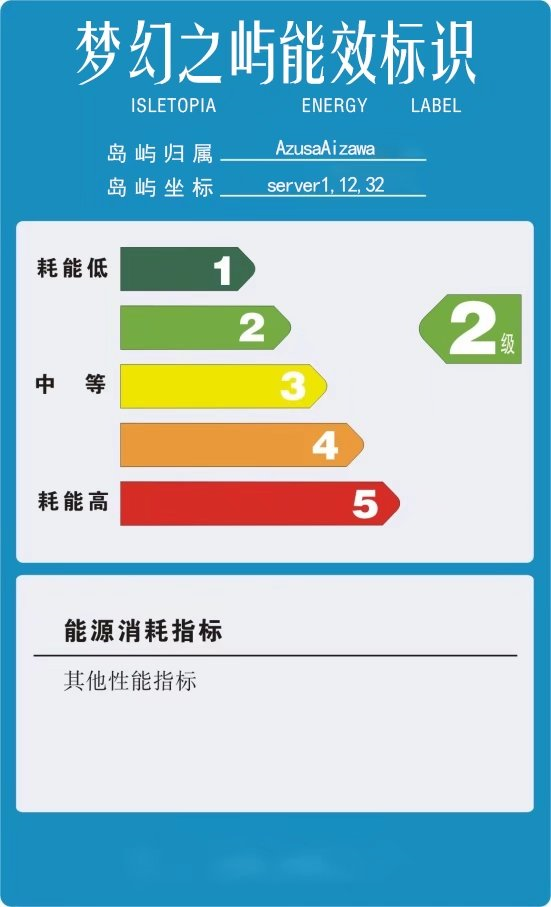 梦幻之屿能效标识
ISLETOPIA ENERGY LABEL
岛屿归属 AzusaAizawa
岛屿坐标 server1,12,32
耗能低 1
2
2级
中 等 3
4
耗能高 5
能源消耗指标
其他性能指标